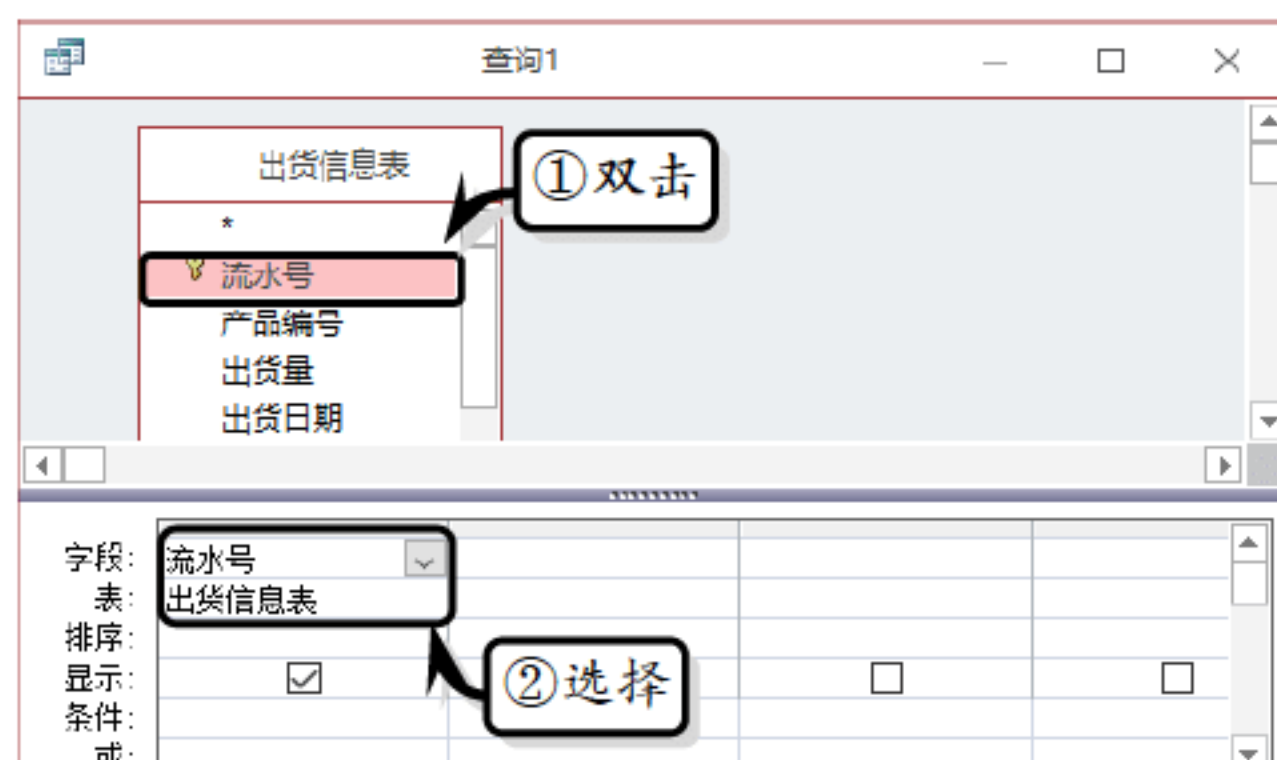 查询1
出货信息表
①双击
*
流水号
产品编号
出货量
出货日期
字段: 流水号
表: 出货信息表
排序:
显示:
②选择
条件:
或: